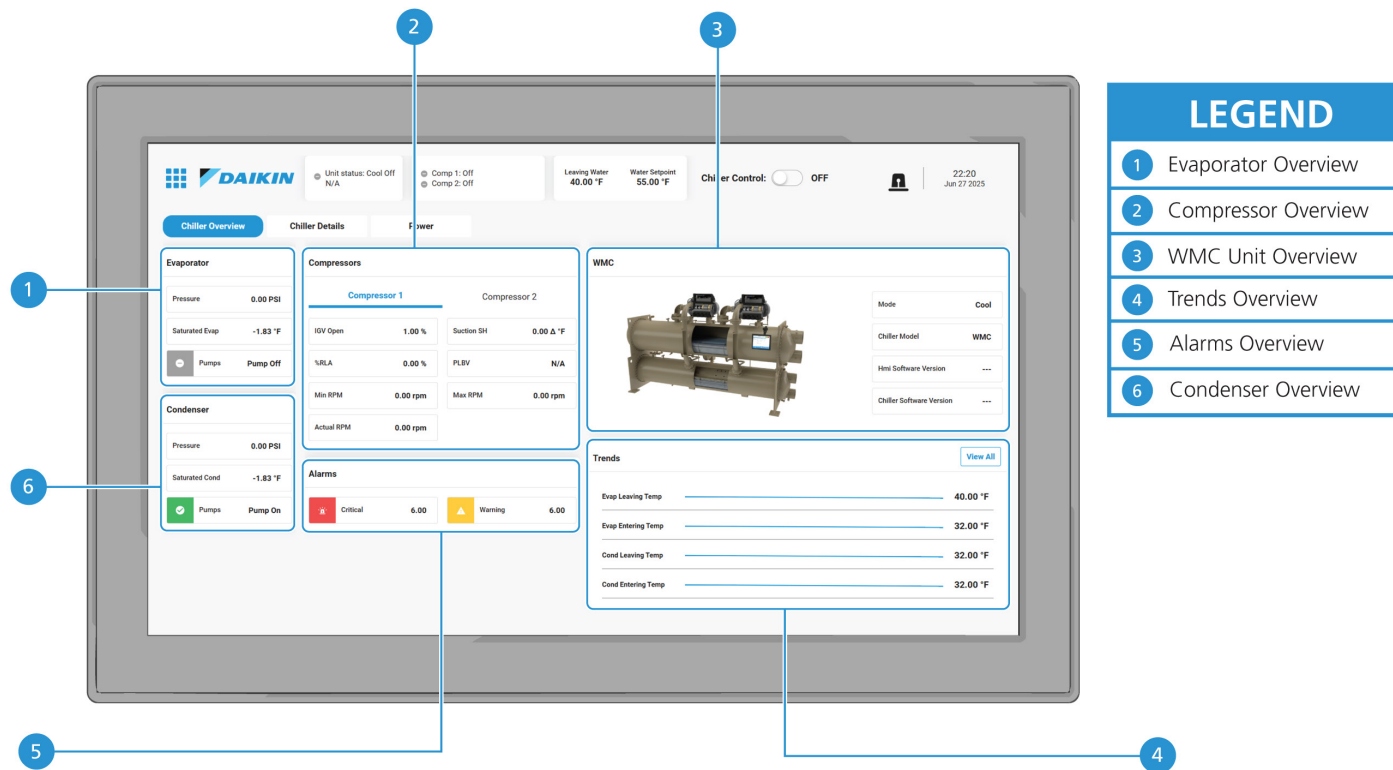 2
3
DAIKIN
Unit status: Cool Off
N/A
Comp 1: Off
Comp 2: Off
Leaving Water
40.00 °F
Water Setpoint
55.00 °F
Chiller Control:
OFF
22:20
Jun 27 2025
Chiller Overview
Chiller Details
Power
1
Evaporator
Pressure 0.00 PSI
Saturated Evap -1.83 °F
Pumps Pump Off
6
Condenser
Pressure 0.00 PSI
Saturated Cond -1.83 °F
Pumps Pump On
Compressors
Compressor 1 Compressor 2
IGV Open 1.00 % Suction SH 0.00 Δ °F
%RLA 0.00 % PLBV N/A
Min RPM 0.00 rpm Max RPM 0.00 rpm
Actual RPM 0.00 rpm
Alarms
Critical 6.00 Warning 6.00
WMC
Mode Cool
Chiller Model WMC
Hmi Software Version ---
Chiller Software Version ---
Trends View All
Evap Leaving Temp 40.00 °F
Evap Entering Temp 32.00 °F
Cond Leaving Temp 32.00 °F
Cond Entering Temp 32.00 °F
5
4
LEGEND
1 Evaporator Overview
2 Compressor Overview
3 WMC Unit Overview
4 Trends Overview
5 Alarms Overview
6 Condenser Overview